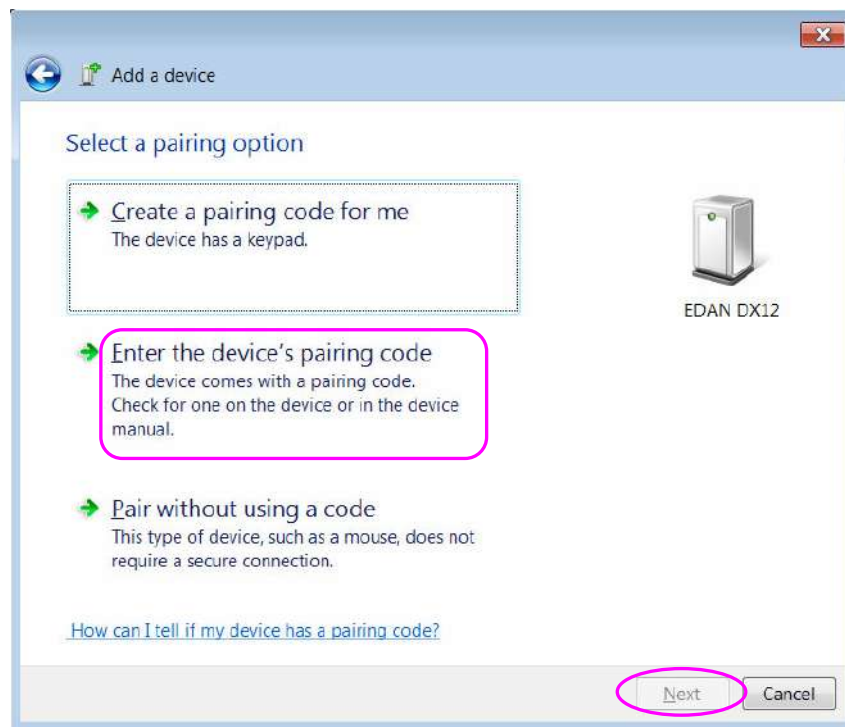 Add a device
Select a pairing option
Create a pairing code for me
The device has a keypad.
EDAN DX12
Enter the device's pairing code
The device comes with a pairing code.
Check for one on the device or in the device
manual.
Pair without using a code
This type of device, such as a mouse, does not
require a secure connection.
How can I tell if my device has a pairing code?
Next
Cancel